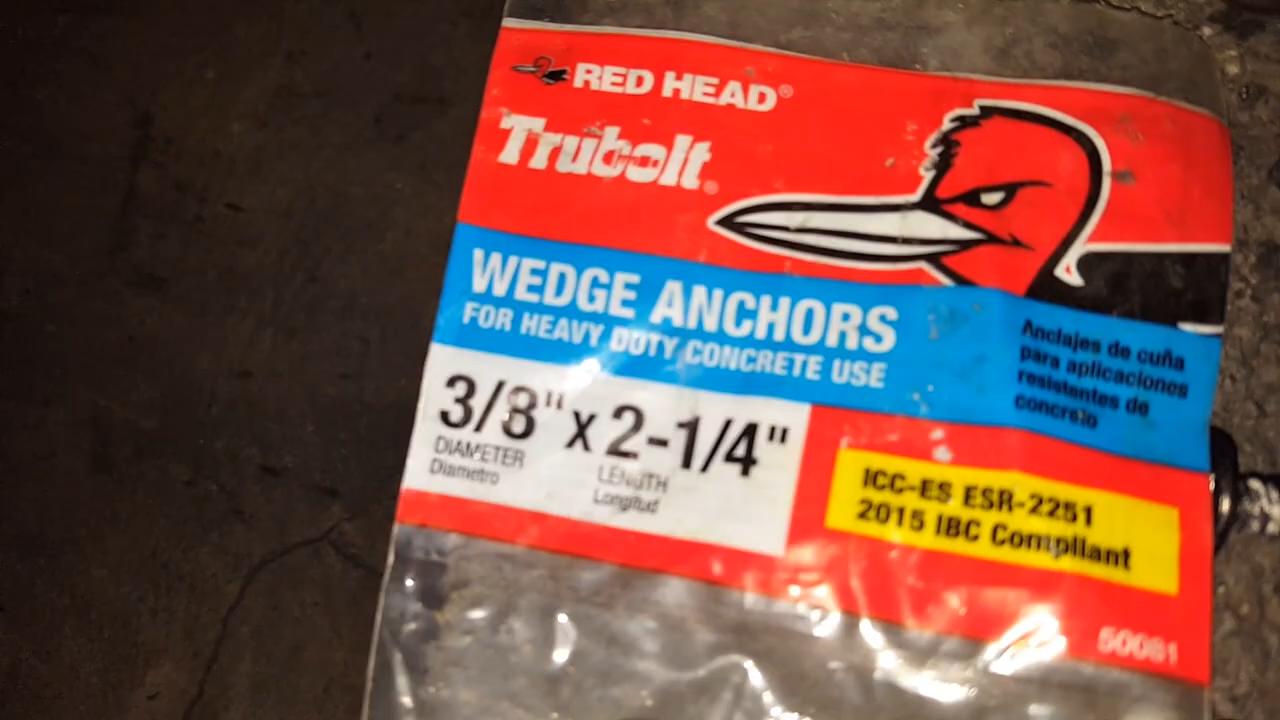 RED HEAD®
Trubolt®
WEDGE ANCHORS
FOR HEAVY DUTY CONCRETE USE
Anclajes de cuña
para aplicaciones
resistentes de
concreto
3/8" x 2-1/4"
DIAMETER
Diametro
LENGTH
Longitud
ICC-ES ESR-2251
2015 IBC Compliant
50081